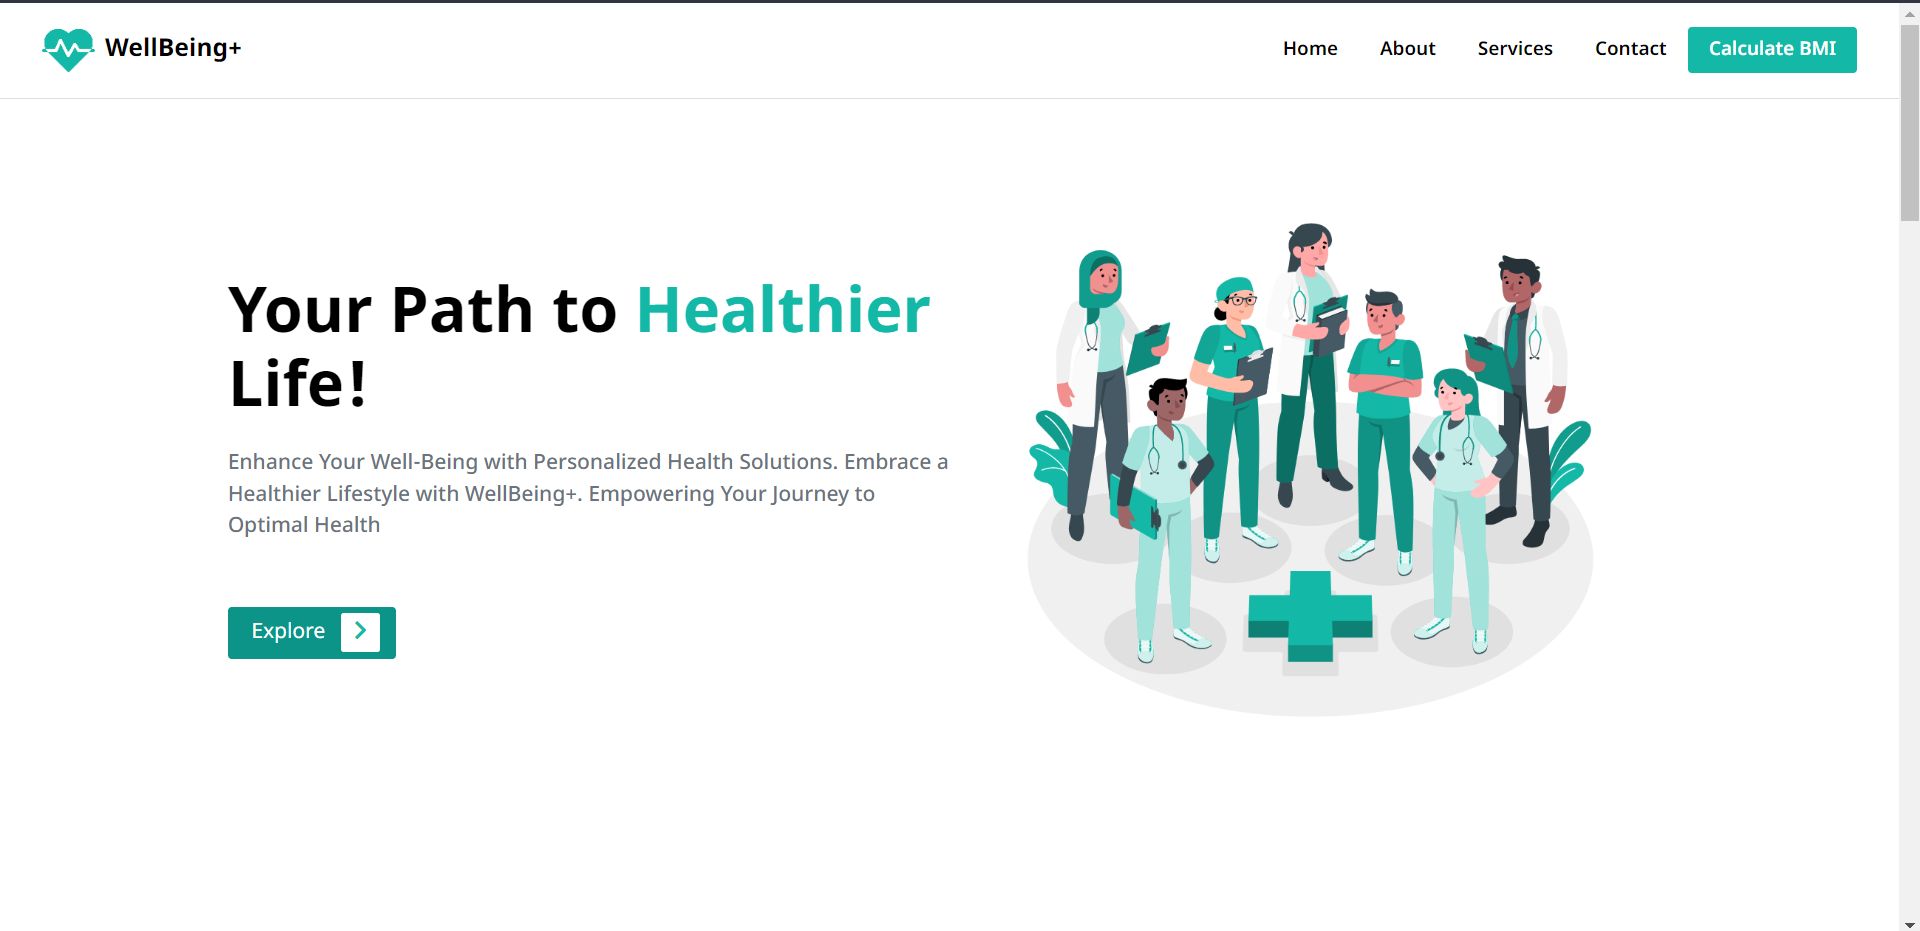 WellBeing+
Home About Services Contact Calculate BMI
Your Path to Healthier
Life!
Enhance Your Well-Being with Personalized Health Solutions. Embrace a
Healthier Lifestyle with WellBeing+. Empowering Your Journey to
Optimal Health
Explore